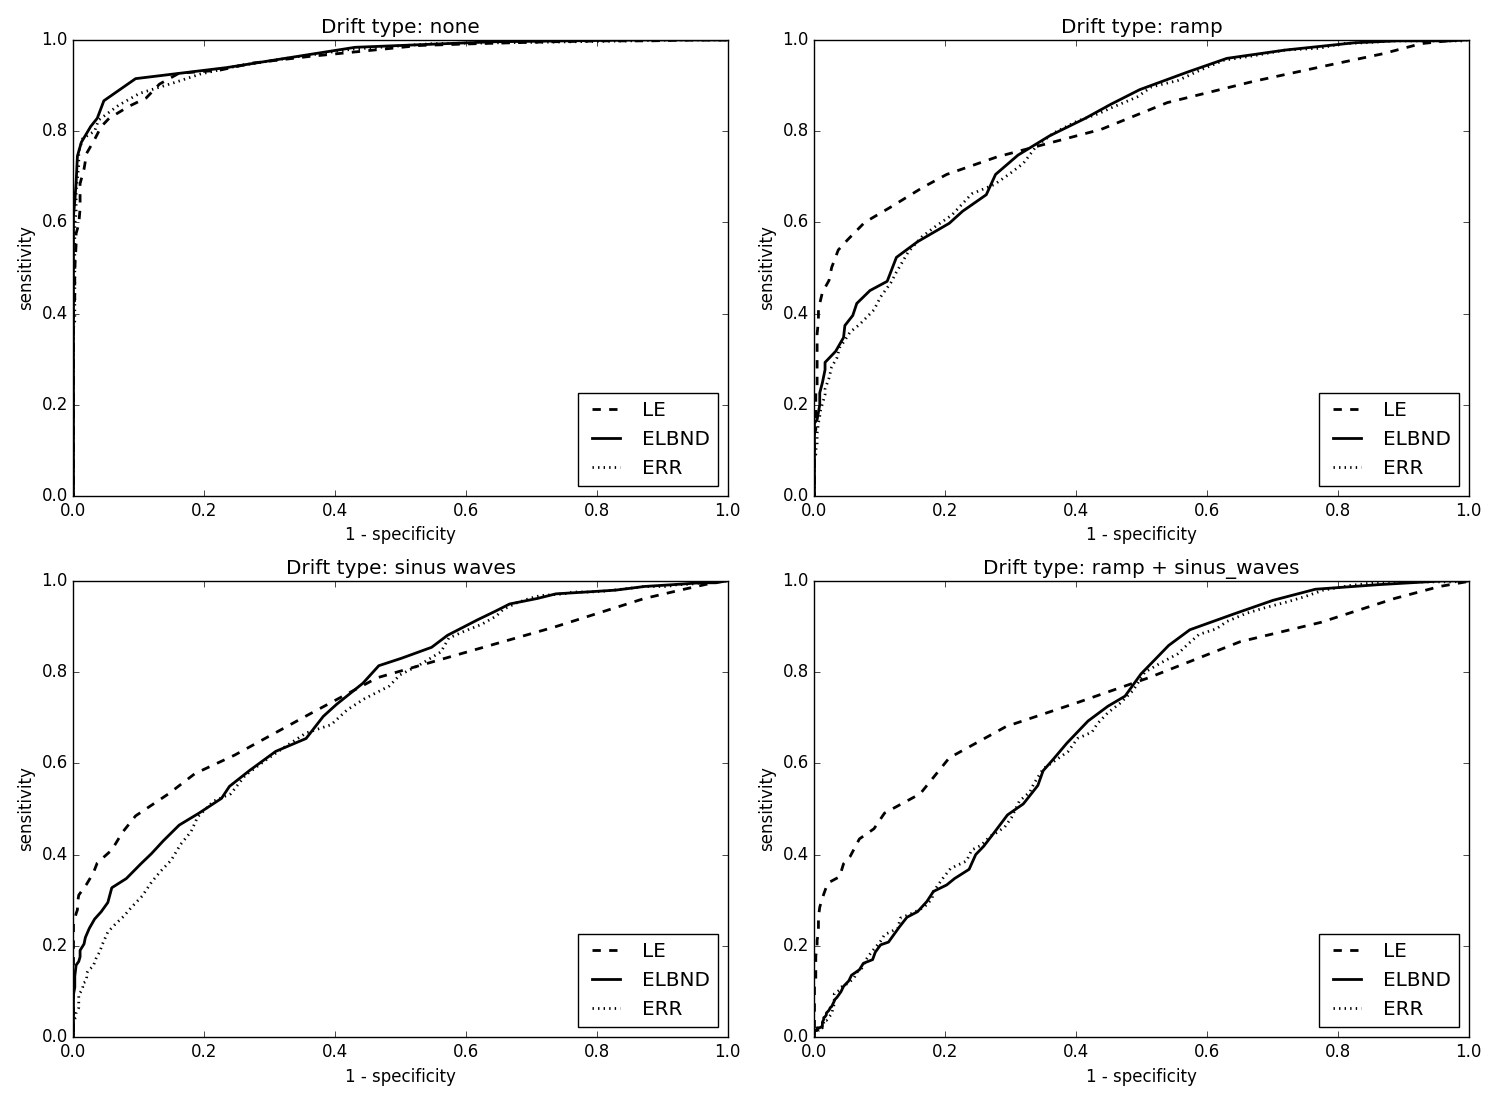 Drift type: none
1.0
0.8
0.6
0.4
0.2
0.0
sensitivity
LE
ELBND
ERR
0.0 0.2 0.4 0.6 0.8 1.0
1 - specificity
Drift type: ramp
1.0
0.8
0.6
0.4
0.2
0.0
sensitivity
LE
ELBND
ERR
0.0 0.2 0.4 0.6 0.8 1.0
1 - specificity
Drift type: sinus waves
1.0
0.8
0.6
0.4
0.2
0.0
sensitivity
LE
ELBND
ERR
0.0 0.2 0.4 0.6 0.8 1.0
1 - specificity
Drift type: ramp + sinus_waves
1.0
0.8
0.6
0.4
0.2
0.0
sensitivity
LE
ELBND
ERR
0.0 0.2 0.4 0.6 0.8 1.0
1 - specificity